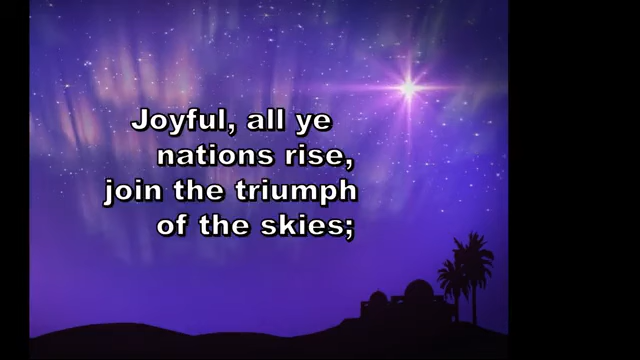 Joyful, all ye
nations rise,
join the triumph
of the skies;